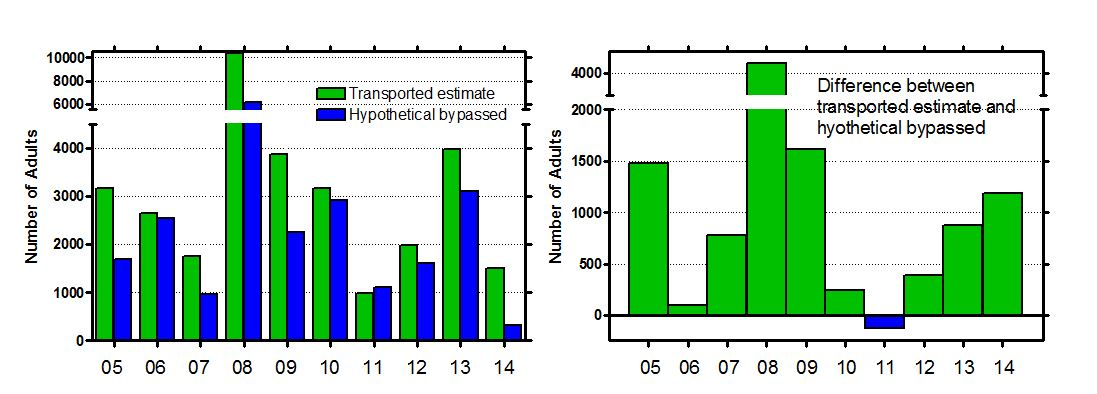 10000
8000
6000
4000
3000
2000
1000
0
Number of Adults
Transported estimate
Hypothetical bypassed
05 06 07 08 09 10 11 12 13 14
4000
2000
1500
1000
500
0
Number of Adults
Difference between
transported estimate and
hyothetical bypassed
05 06 07 08 09 10 11 12 13 14